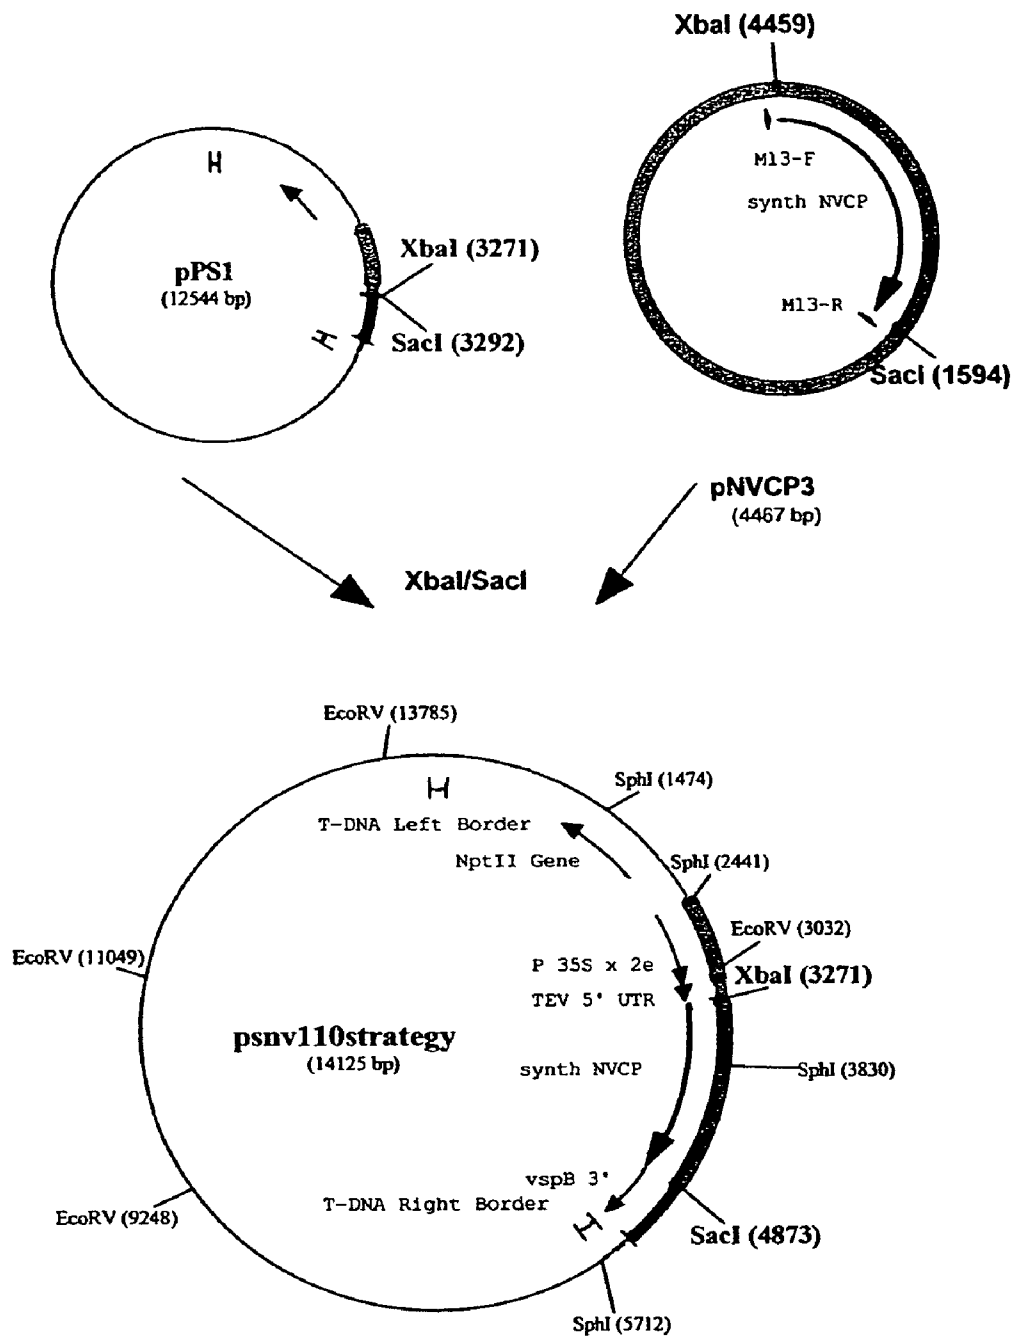 XbaI (4459)
M13-F
synth NVCP
M13-R
SacI (1594)
pNVCP3
(4467 bp)
pPS1
(12544 bp)
XbaI (3271)
SacI (3292)
XbaI/SacI
EcoRV (13785)
SphI (1474)
T-DNA Left Border
NptII Gene
SphI (2441)
EcoRV (3032)
EcoRV (11049)
P 35S x 2e
XbaI (3271)
TEV 5' UTR
psnv110strategy
(14125 bp)
synth NVCP
SphI (3830)
vspB 3'
T-DNA Right Border
EcoRV (9248)
SacI (4873)
SphI (5712)